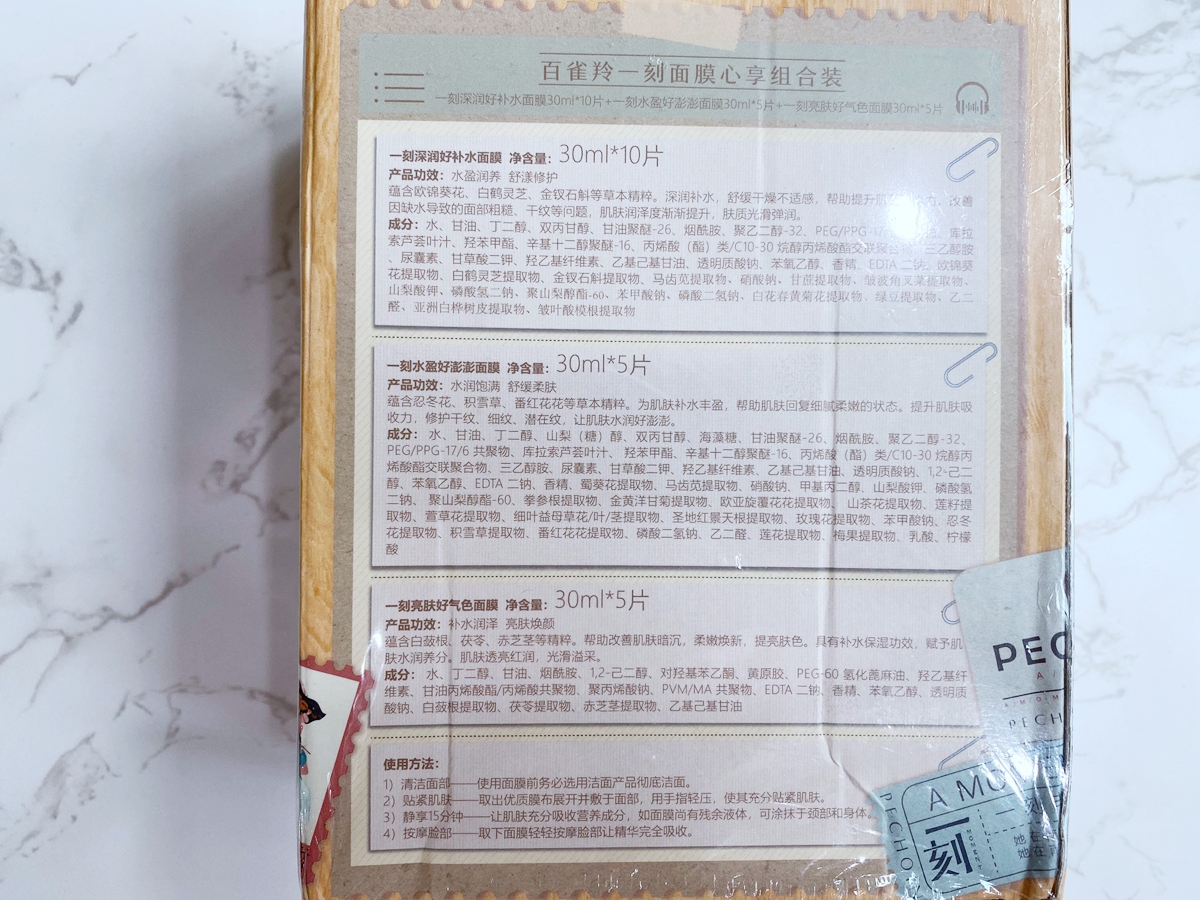 百雀羚一刻面膜心享组合装
一刻深润好补水面膜30ml*10片+一刻水盈好澎澎面膜30ml*5片+一刻亮肤好气色面膜30ml*5片
一刻深润好补水面膜 净含量：30ml*10片
产品功效：水盈润养 舒漾修护
蕴含欧锦葵花、白鹤灵芝、金钗石斛等草本精粹。深润补水，舒缓干燥不适感，帮助提升肌 改善
因缺水导致的面部粗糙、干纹等问题，肌肤润泽度渐渐提升，肤质光滑弹润。
成分：水、甘油、丁二醇、双丙甘醇、甘油聚醚-26、烟酰胺、聚乙二醇-32、PEG/PPG-17 库拉
索芦荟叶汁、羟苯甲酯、辛基十二醇聚醚-16、丙烯酸（酯）类/C10-30 烷醇丙烯酸酯交联聚合 三乙醇胺
、尿囊素、甘草酸二钾、羟乙基纤维素、乙基己基甘油、透明质酸钠、苯氧乙醇、香精、EDTA 二钠、欧锦葵
花提取物、白鹤灵芝提取物、金钗石斛提取物、马齿苋提取物、硝酸钠、甘蔗提取物、皱波角叉菜提取物、
山梨酸钾、磷酸氢二钠、聚山梨醇酯-60、苯甲酸钠、磷酸二氢钠、白花春黄菊花提取物、绿豆提取物、乙二
醛、亚洲白桦树皮提取物、皱叶酸模根提取物
一刻水盈好澎澎面膜 净含量：30ml*5片
产品功效：水润饱满 舒缓柔肤
蕴含忍冬花、积雪草、番红花花等草本精粹。为肌肤补水丰盈，帮助肌肤回复细腻柔嫩的状态。提升肌肤吸
收力，修护干纹、细纹、潜在纹，让肌肤水润好澎澎。
成分： 水、甘油、丁二醇、山梨（糖）醇、双丙甘醇、海藻糖、甘油聚醚-26、烟酰胺、聚乙二醇-32、
PEG/PPG-17/6 共聚物、库拉索芦荟叶汁、 羟苯甲酯、辛基十二醇聚醚-16、丙烯酸（酯）类/C10-30 烷醇丙
烯酸酯交联聚合物、三乙醇胺、尿囊素、甘草酸二钾、羟乙基纤维素、乙基己基甘油、透明质酸钠、1,2-己二
醇、苯氧乙醇、EDTA 二钠、香精、蜀葵花提取物、马齿苋提取物、硝酸钠、甲基丙二醇、山梨酸钾、磷酸氢
二钠、 聚山梨醇酯-60、拳参根提取物、金黄洋甘菊提取物、欧亚旋覆花花提取物、 山茶花提取物、莲籽提
取物、萱草花提取物、细叶益母草花/叶/茎提取物、圣地红景天根提取物、玫瑰花提取物、苯甲酸钠、忍冬
花提取物、积雪草提取物、番红花花提取物、磷酸二氢钠、乙二醛、莲花提取物、梅果提取物、乳酸、柠檬
酸
一刻亮肤好气色面膜 净含量：30ml*5片
产品功效：补水润泽 亮肤焕颜
蕴含白蔹根、茯苓、赤芝茎等精粹。帮助改善肌肤暗沉，柔嫩焕新，提亮肤色。具有补水保湿功效，赋予肌
肤水润养分。肌肤透亮红润，光滑溢采。
成分： 水、丁二醇、甘油、烟酰胺、1,2-己二醇、对羟基苯乙酮、黄原胶、PEG-60 氢化蓖麻油、羟乙基纤
维素、甘油丙烯酸酯/丙烯酸共聚物、聚丙烯酸钠、PVM/MA 共聚物、EDTA 二钠、香精、苯氧乙醇、透明质
酸钠、白蔹根提取物、茯苓提取物、赤芝茎提取物、乙基己基甘油
使用方法：
1）清洁面部——使用面膜前务必选用洁面产品彻底洁面。
2）贴紧肌肤——取出优质膜布展开并敷于面部，用手指轻压，使其充分贴紧肌肤。
3）静享15分钟——让肌肤充分吸收营养成分，如面膜尚有残余液体，可涂抹于颈部和身体
4）按摩脸部——取下面膜轻轻按摩脸部让精华完全吸收。
PEC
PECH
A MO
一刻
MOMENT
PECHO
一刻
她在
她在